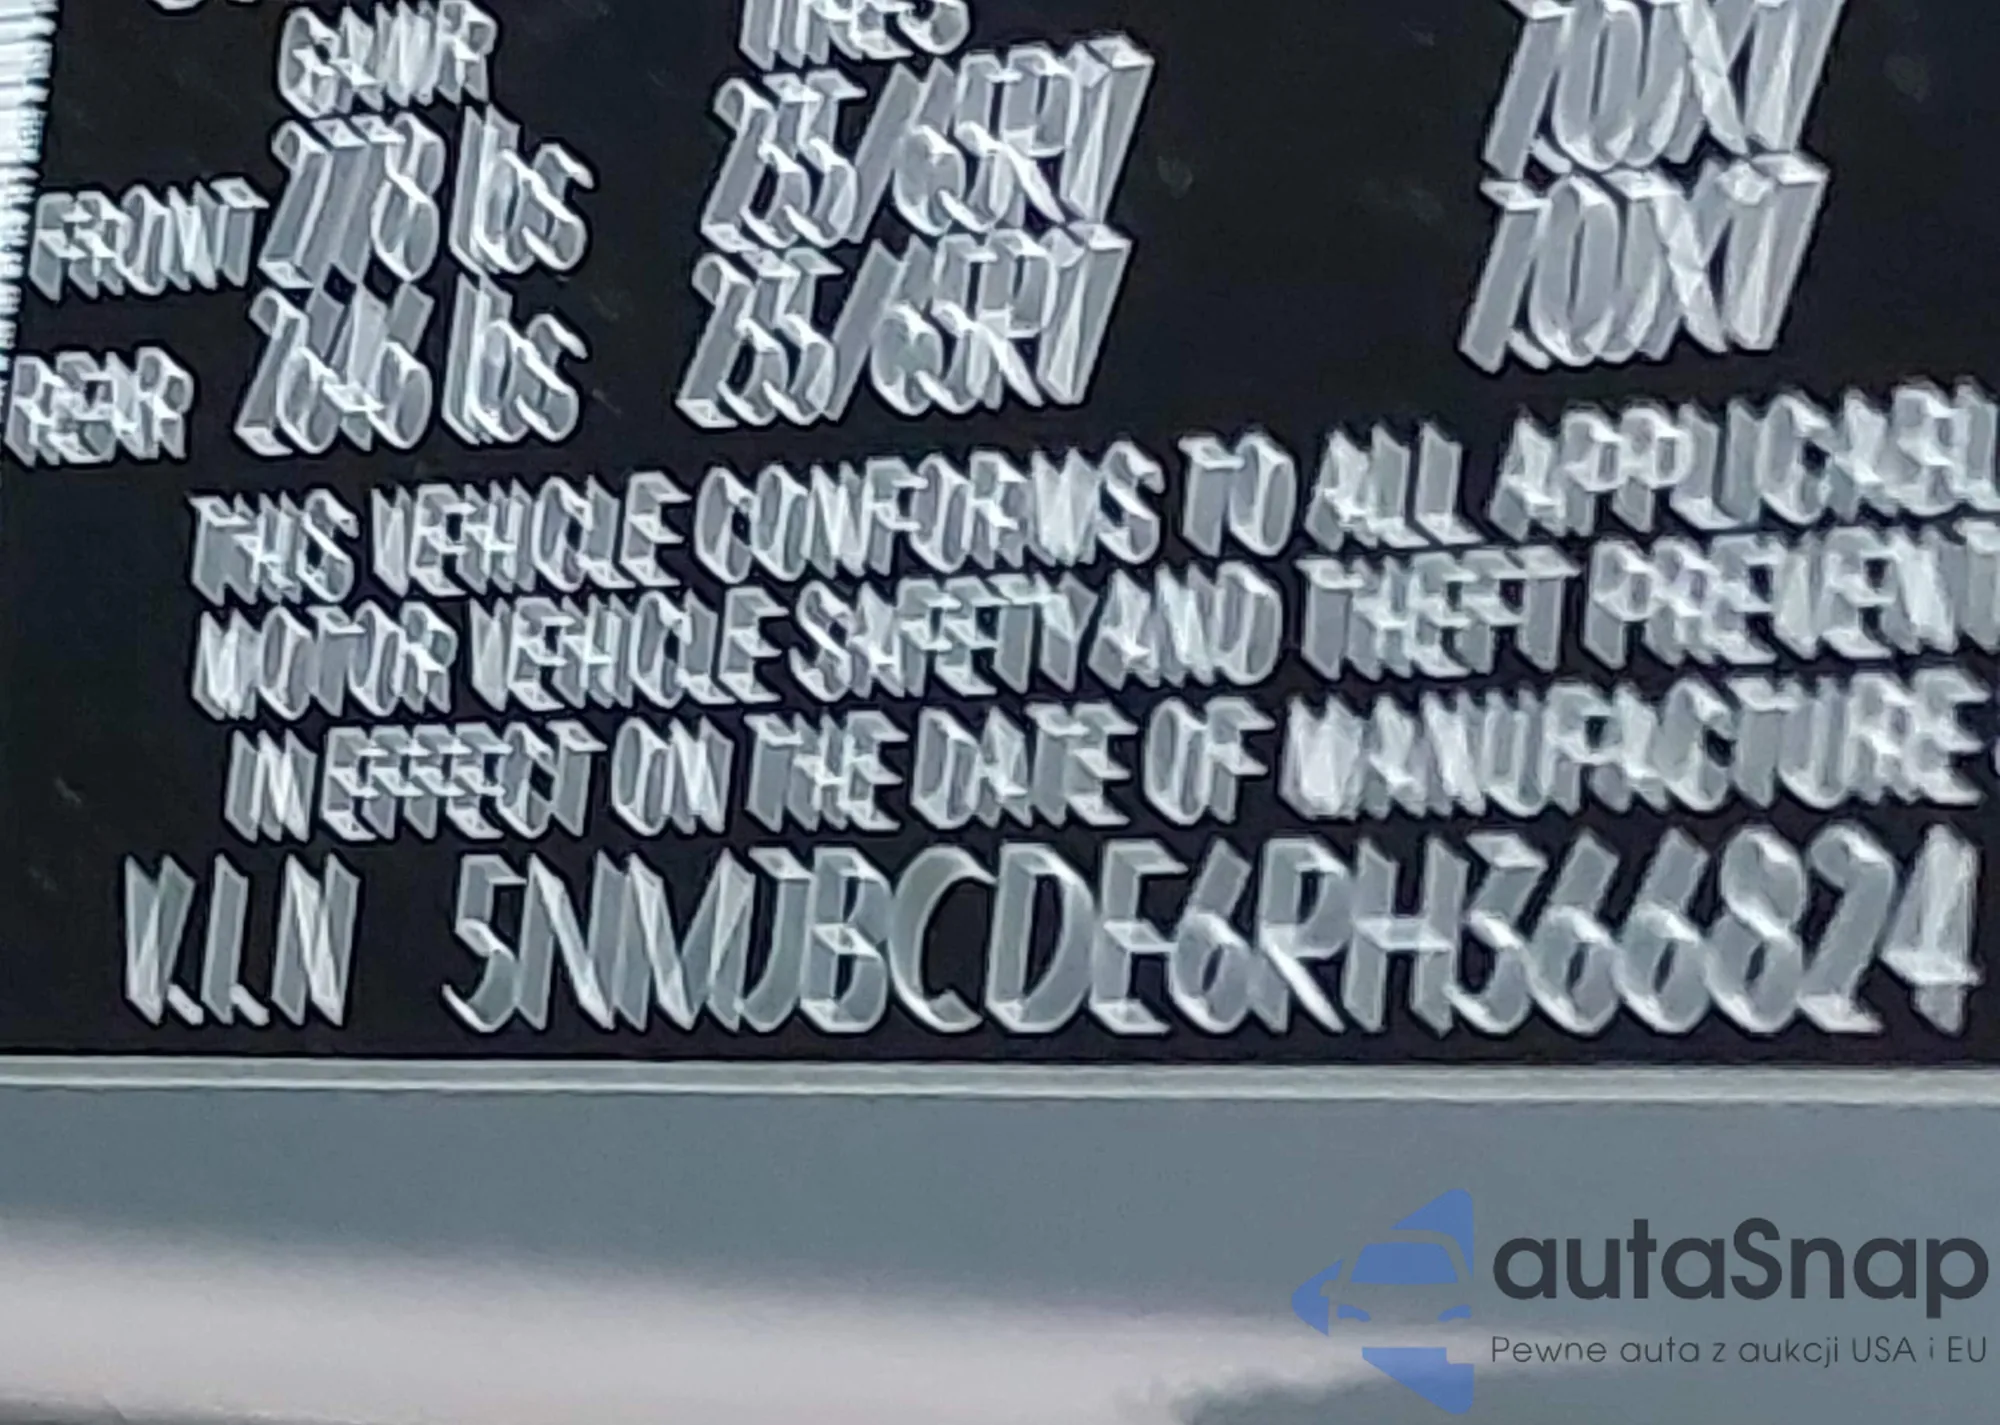 GAWR TIRES
FRONT 2778 lbs 235/65R17 7.0JX17
REAR 2646 lbs 235/65R17 7.0JX17
THIS VEHICLE CONFORMS TO ALL APPLICABL
MOTOR VEHICLE SAFETY AND THEFT PREVENT
IN EFFECT ON THE DATE OF MANUFACTURE
V.I.N 5NMJBCDE6RH366824
autaSnap
Pewne auta z aukcji USA i EU